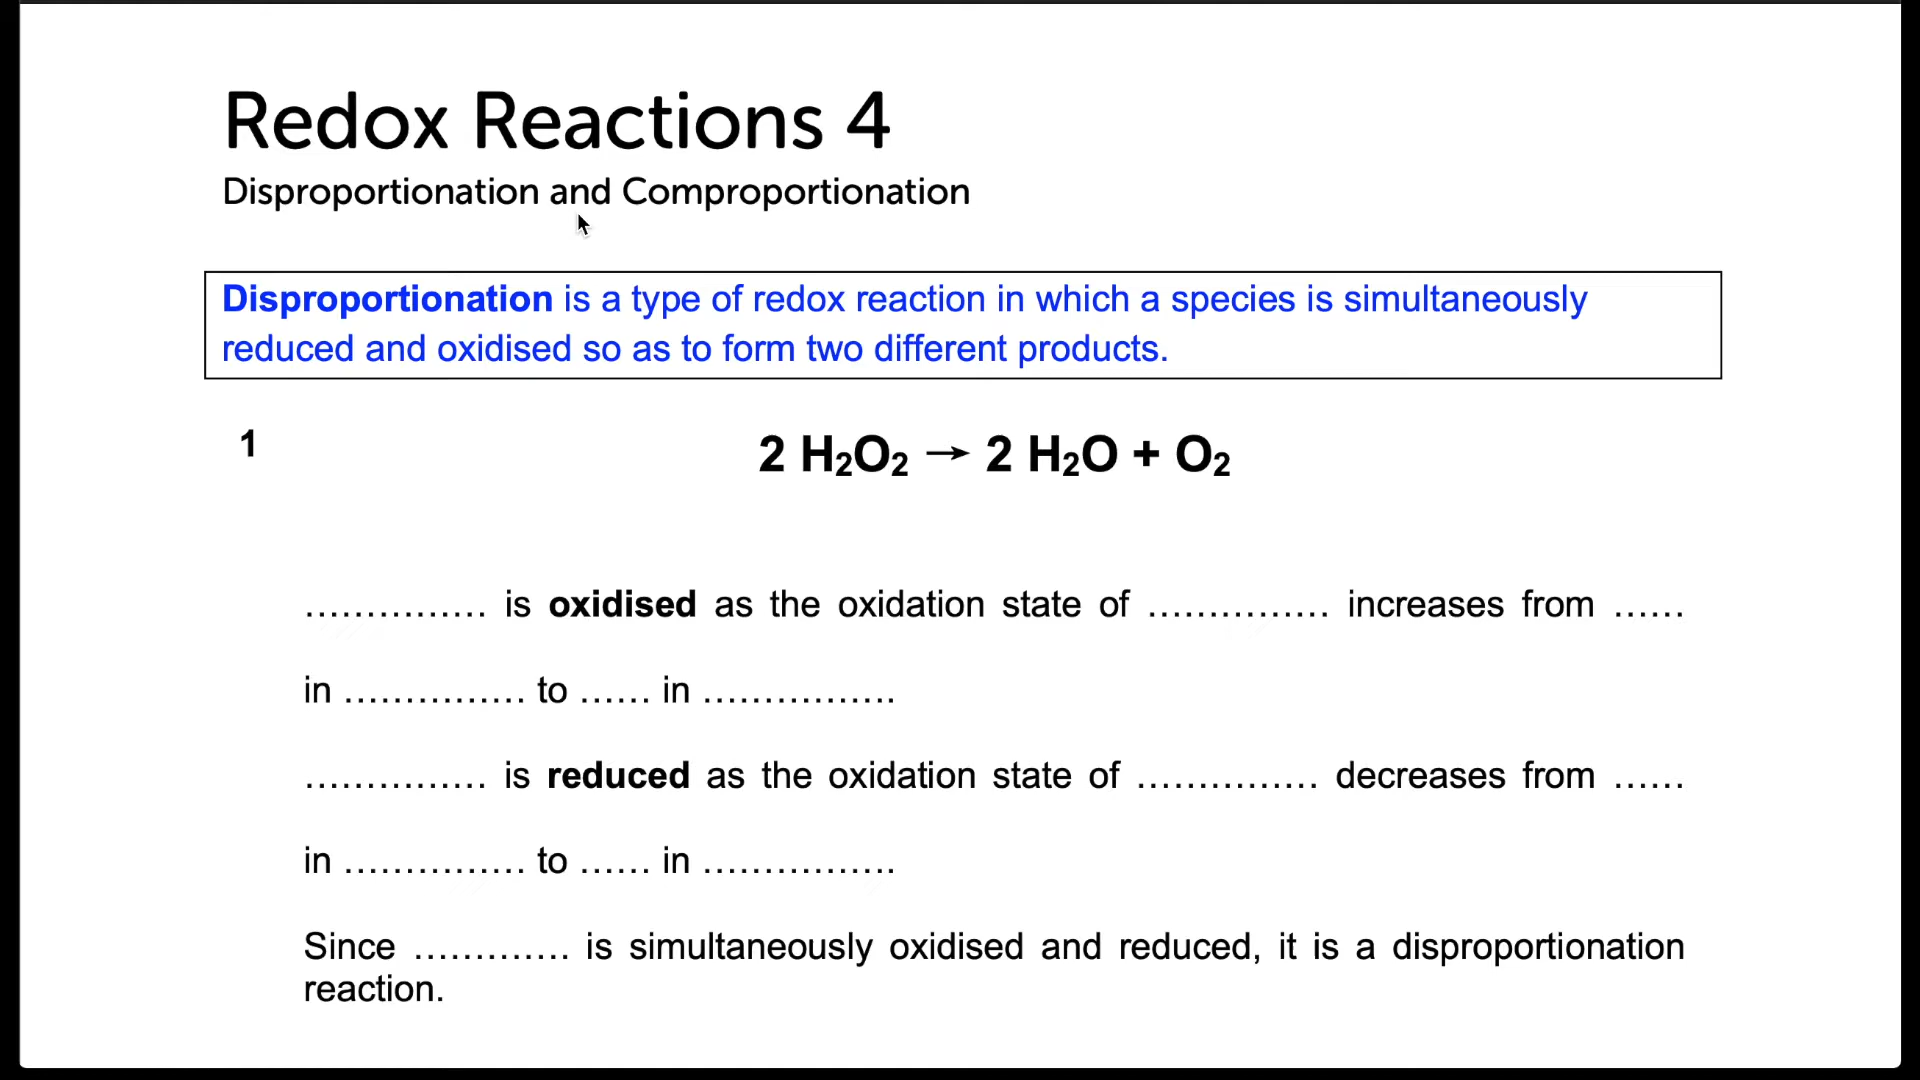 Redox Reactions 4
Disproportionation and Comproportionation
Disproportionation is a type of redox reaction in which a species is simultaneously
reduced and oxidised so as to form two different products.
1 2 H₂O₂ → 2 H₂O + O₂
…………… is oxidised as the oxidation state of …………… increases from ……
in …………… to …… in …………….
…………… is reduced as the oxidation state of …………… decreases from ……
in …………… to …… in …………….
Since …………. is simultaneously oxidised and reduced, it is a disproportionation
reaction.